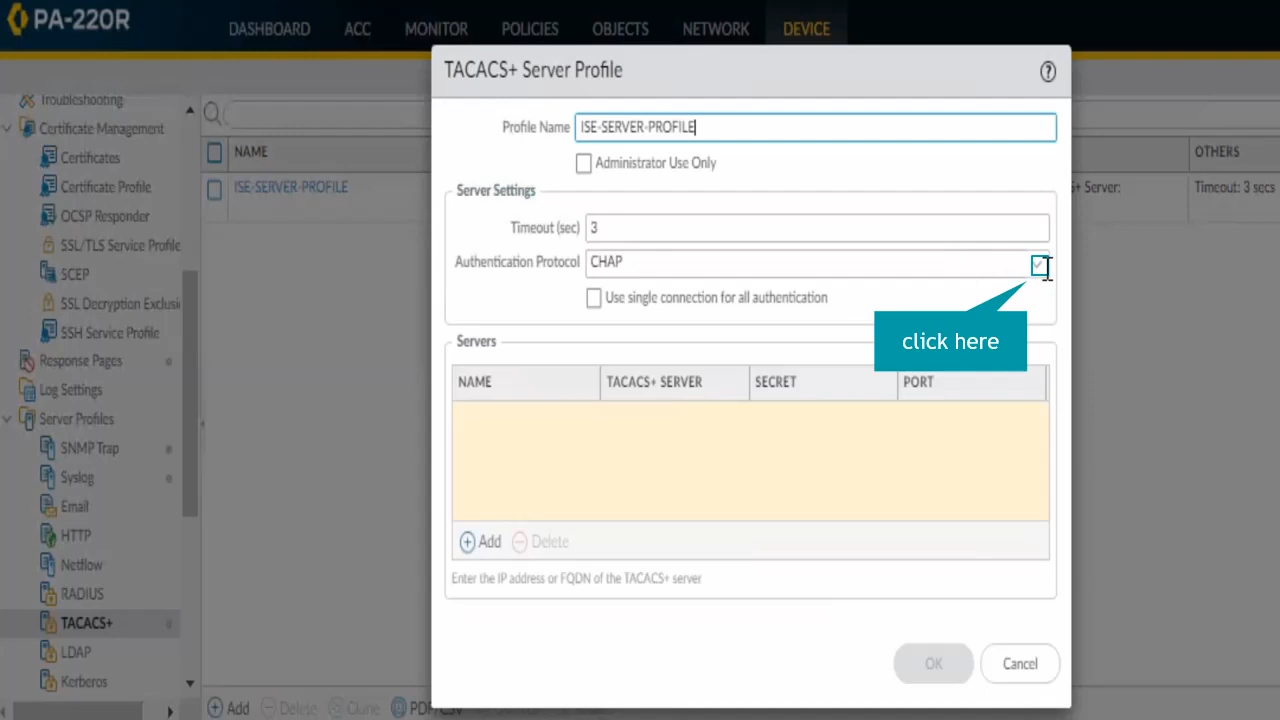 PA-220R
DASHBOARD
ACC
MONITOR
POLICIES
OBJECTS
NETWORK
DEVICE
Troubleshooting
Certificate Management
Certificates
Certificate Profile
OCSP Responder
SSL/TLS Service Profile
SCEP
SSL Decryption Exclusi
SSH Service Profile
Response Pages
Log Settings
Server Profiles
SNMP Trap
Syslog
Email
HTTP
Netflow
RADIUS
TACACS+
LDAP
Kerberos
NAME
ISE-SERVER-PROFILE
OTHERS
S+ Server:
Timeout: 3 secs
TACACS+ Server Profile
Profile Name
ISE-SERVER-PROFILE
Administrator Use Only
Server Settings
Timeout (sec)
3
Authentication Protocol
CHAP
Use single connection for all authentication
click here
Servers
NAME
TACACS+ SERVER
SECRET
PORT
Add
Delete
Enter the IP address or FQDN of the TACACS+ server
OK
Cancel
Add
Delete
Clone
PDF/CSV